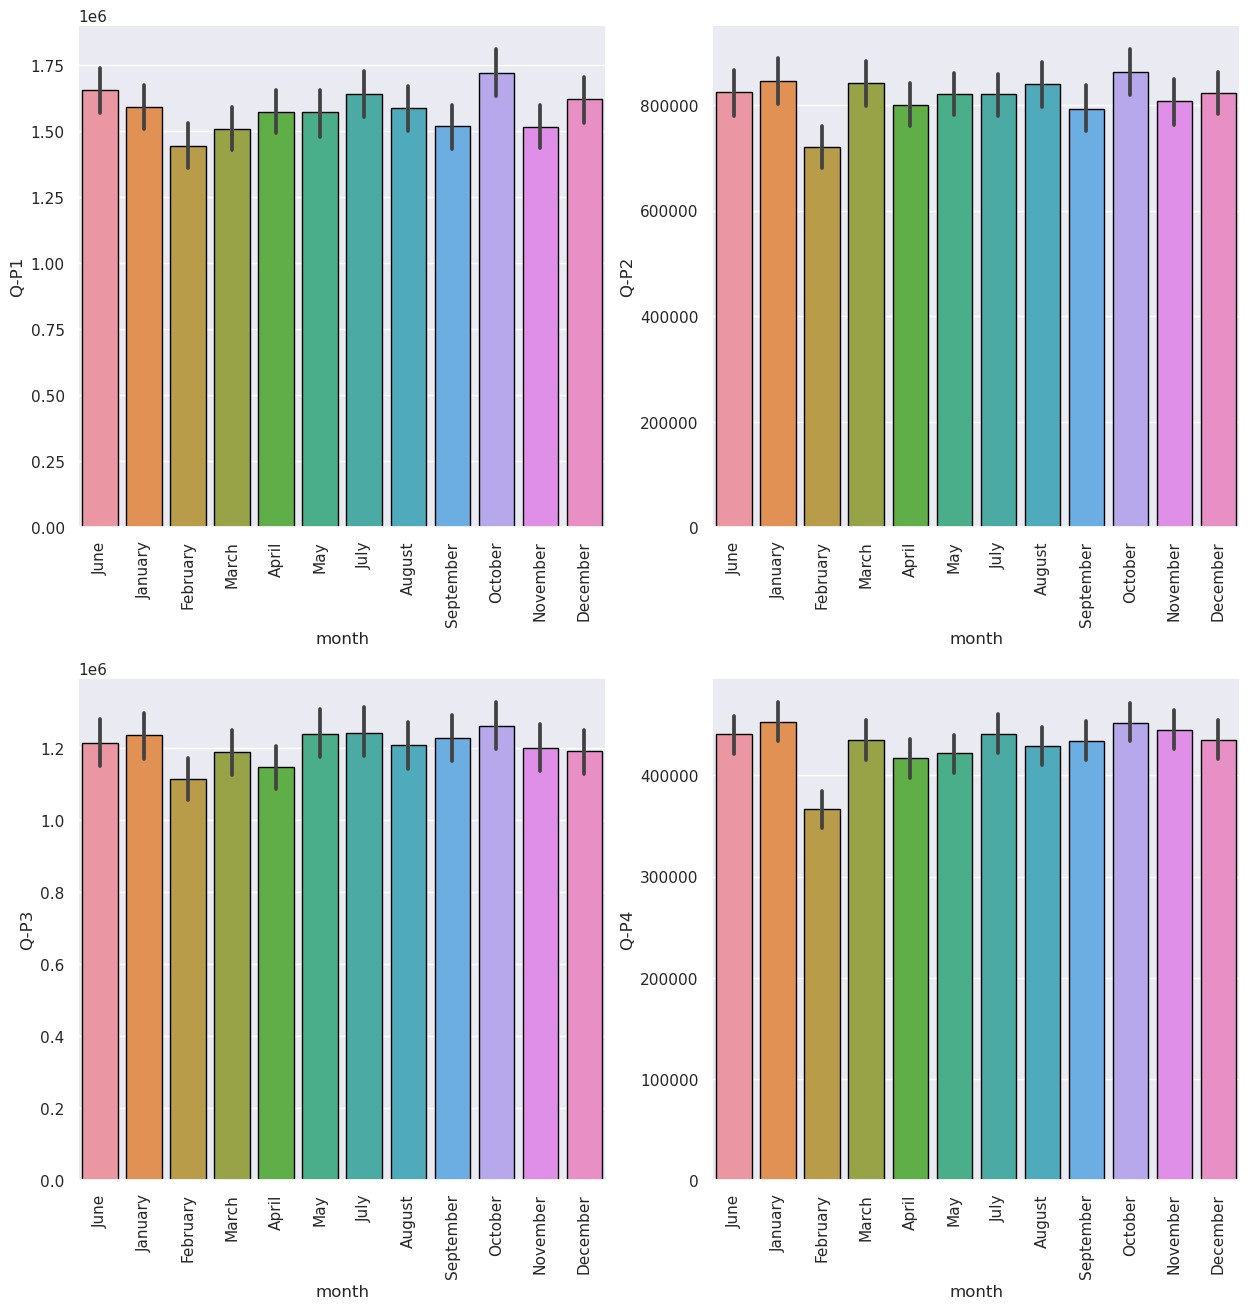 1e6
Q-P1
1.75
1.50
1.25
1.00
0.75
0.50
0.25
0.00
June
January
February
March
April
May
July
August
September
October
November
December
month
Q-P2
800000
600000
400000
200000
0
June
January
February
March
April
May
July
August
September
October
November
December
month
1e6
Q-P3
1.2
1.0
0.8
0.6
0.4
0.2
0.0
June
January
February
March
April
May
July
August
September
October
November
December
month
Q-P4
400000
300000
200000
100000
0
June
January
February
March
April
May
July
August
September
October
November
December
month